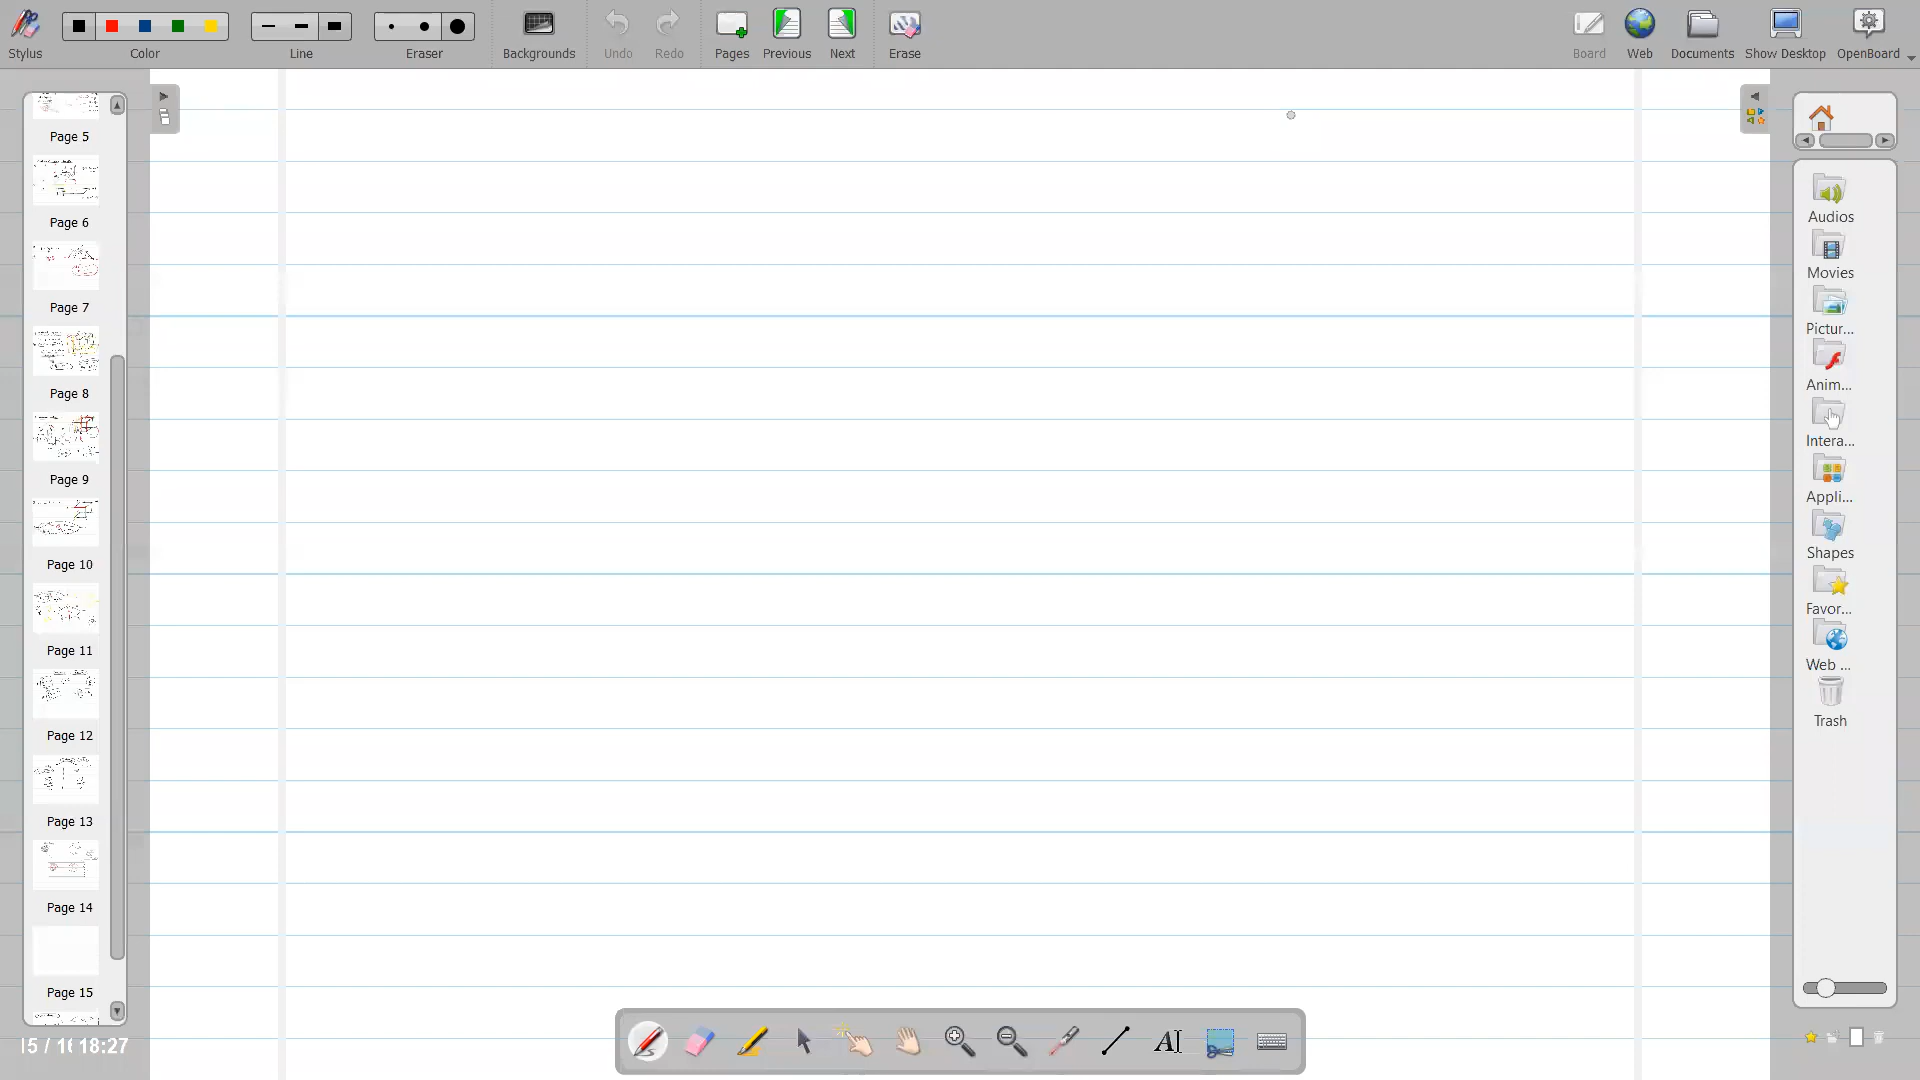 Stylus
Color
Line
Eraser
Backgrounds
Undo
Redo
Pages
Previous
Next
Erase
Board
Web
Documents
Show Desktop
OpenBoard
Page 5
Page 6
Page 7
Page 8
Page 9
Page 10
Page 11
Page 12
Page 13
Page 14
Page 15
18:27
Audios
Movies
Pictur...
Anim...
Intera...
Appli...
Shapes
Favor...
Web ...
Trash